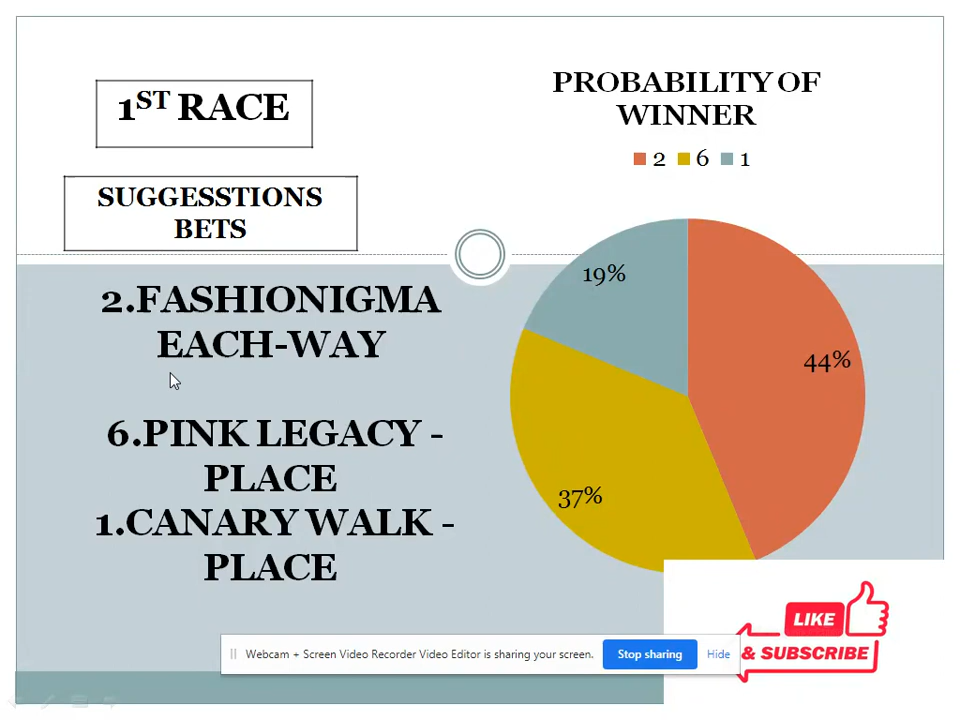 1ST RACE
SUGGESSTIONS
BETS
2.FASHIONIGMA
EACH-WAY
6.PINK LEGACY -
PLACE
1.CANARY WALK -
PLACE
PROBABILITY OF
WINNER
2 6 1
19%
44%
37%
LIKE
& SUBSCRIBE
Webcam + Screen Video Recorder Video Editor is sharing your screen. Stop sharing Hide